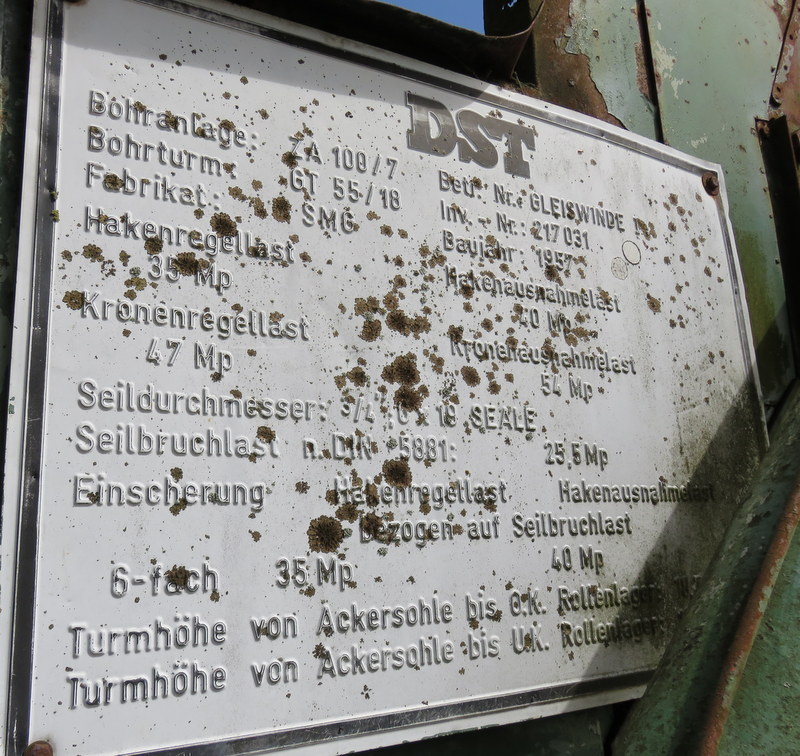 DST
Bohranlage: ZA 100/7
Bohrturm: GT 55/18
Fabrikat.: SMG
Betr. Nr.: GLEISWINDE 1
Inv. - Nr.: 217031
Baujahr: 1957
Hakenregellast
35 Mp
Hakenausnahmelast
40 Mp
Kronenregellast
47 Mp
Kronenausnahmelast
54 Mp
Seildurchmesser: 3/4" 6 x 19 SEALE
Seilbruchlast n. DIN 5881: 25,5 Mp
Einscherung Hakenregellast Hakenausnahmelast
bezogen auf Seilbruchlast
6-fach 35 Mp 40 Mp
Turmhöhe von Ackersohle bis O.K. Rollenlager:
Turmhöhe von Ackersohle bis U.K. Rollenlager: